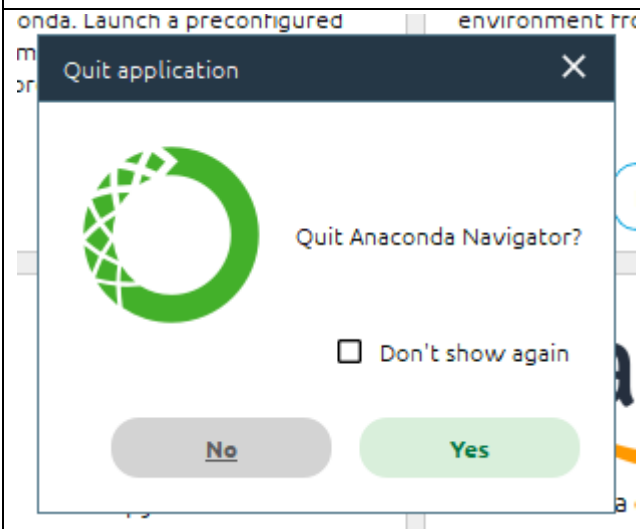 onda. Launch a preconfigured
environment fro
Quit application
Quit Anaconda Navigator?
Don't show again
No
Yes